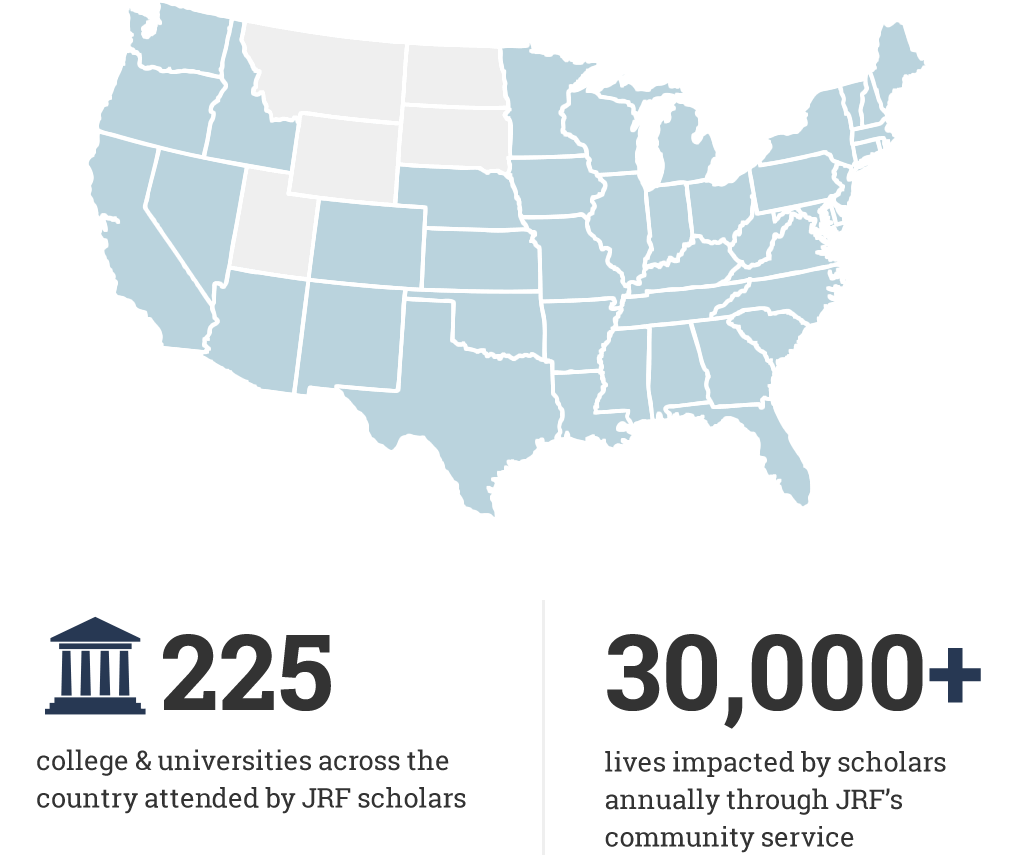 225
college & universities across the
country attended by JRF scholars
30,000+
lives impacted by scholars
annually through JRF’s
community service